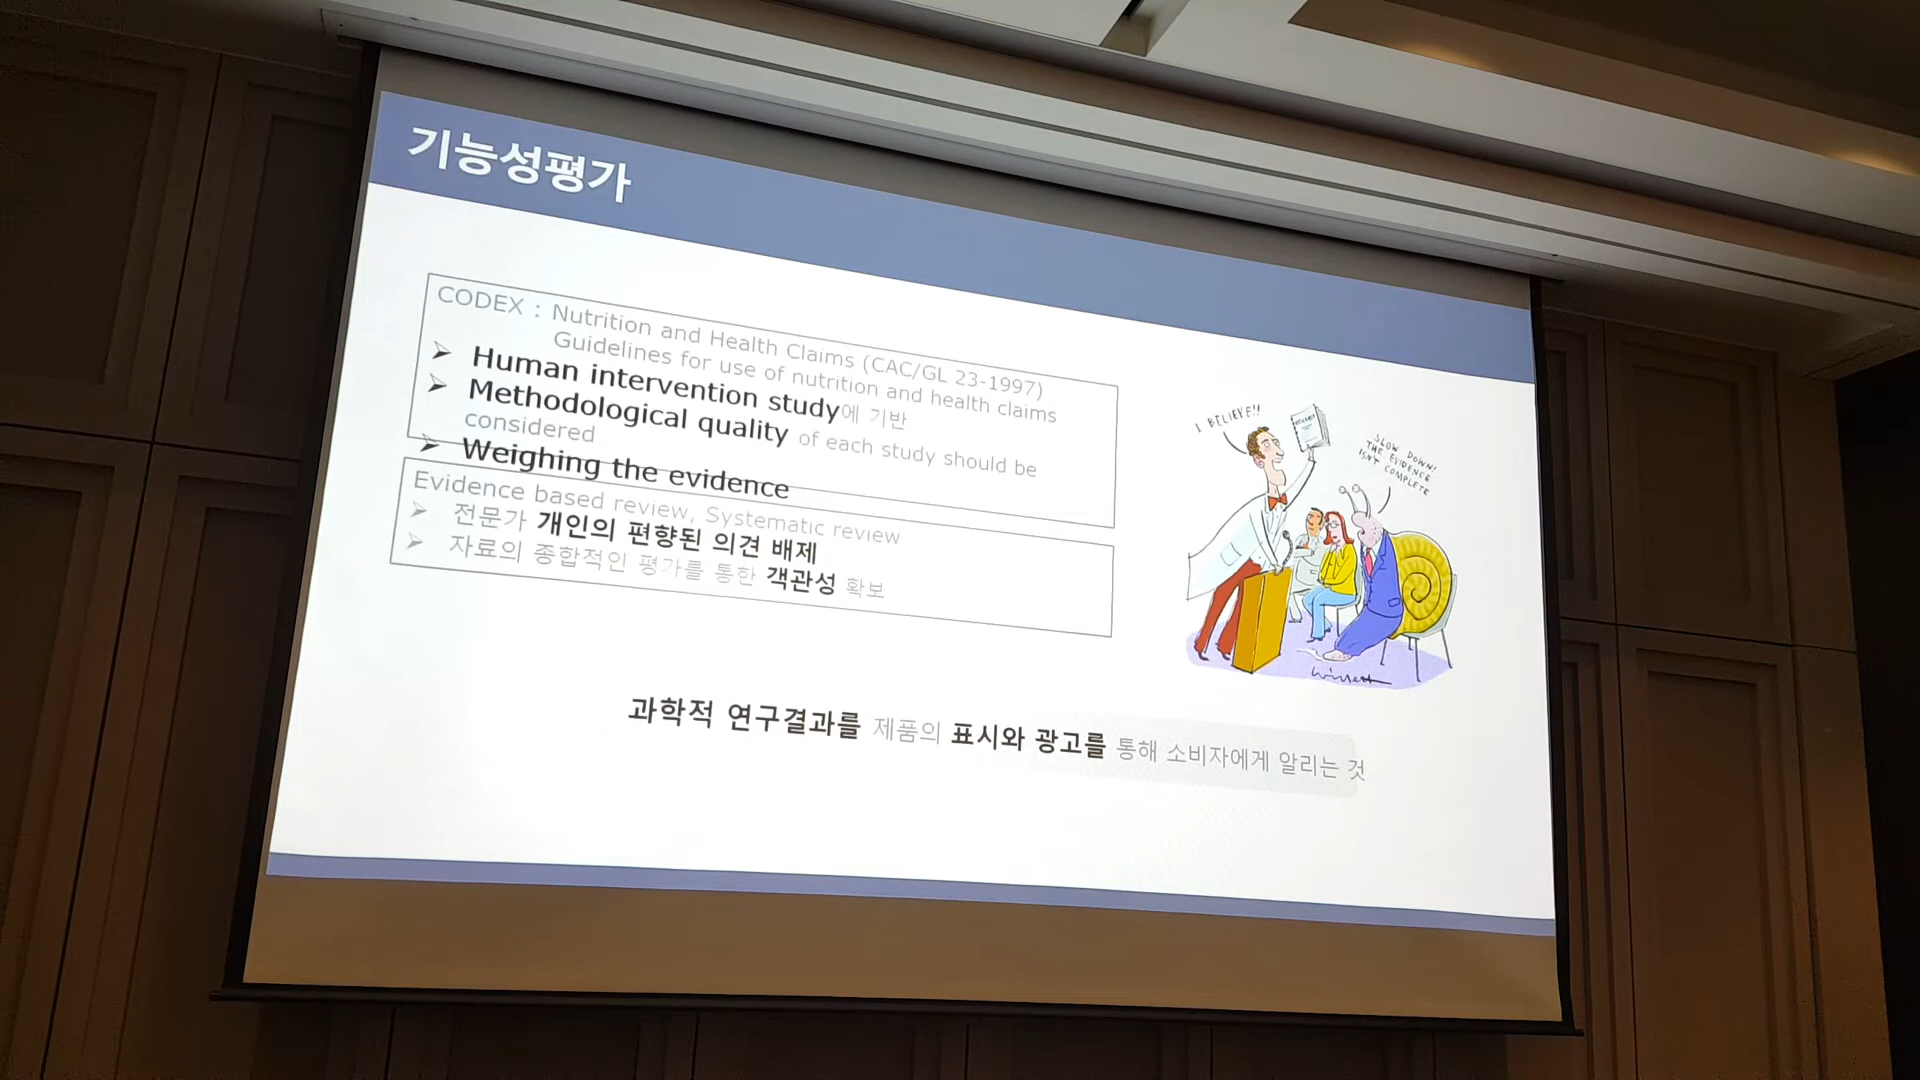 기능성평가
CODEX : Nutrition and Health Claims (CAC/GL 23-1997)
Guidelines for use of nutrition and health claims
➢ Human intervention study에 기반
➢ Methodological quality of each study should be
considered
➢ Weighing the evidence
Evidence based review, Systematic review
➢ 전문가 개인의 편향된 의견 배제
➢ 자료의 종합적인 평가를 통한 객관성 확보
I BELIEVE!!
SLOW DOWN!
THE EVIDENCE
ISN'T COMPLETE
과학적 연구결과를 제품의 표시와 광고를 통해 소비자에게 알리는 것